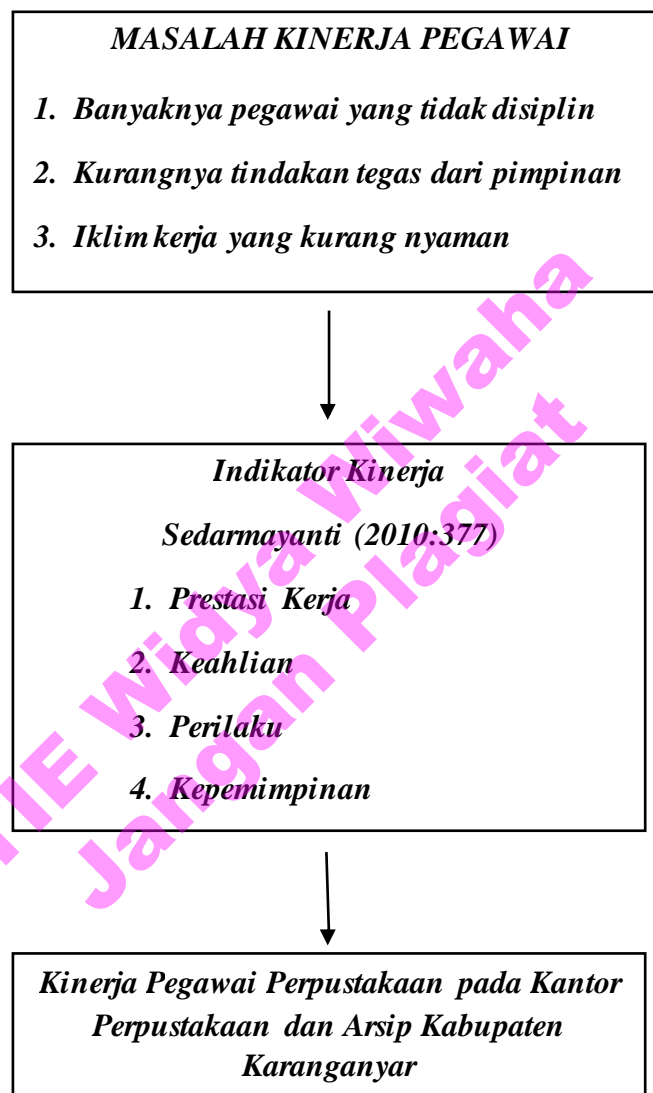 MASALAH KINERJA PEGAWAI
1. Banyaknya pegawai yang tidak disiplin
2. Kurangnya tindakan tegas dari pimpinan
3. Iklim kerja yang kurang nyaman
Indikator Kinerja
Sedarmayanti (2010:377)
1. Prestasi Kerja
2. Keahlian
3. Perilaku
4. Kepemimpinan
Kinerja Pegawai Perpustakaan pada Kantor
Perpustakaan dan Arsip Kabupaten
Karanganyar
Widya Wiwaha
Jangan Plagiat